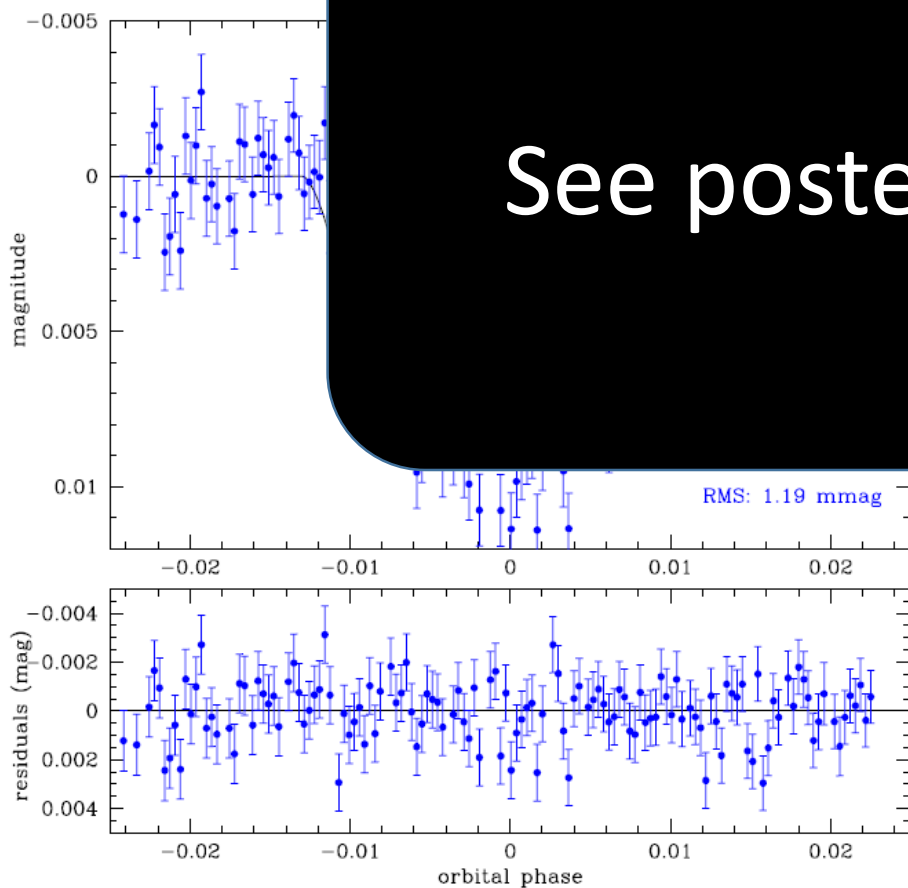 −0.005
0
0.005
0.01
magnitude
See poste
RMS: 1.19 mmag
−0.02 −0.01 0 0.01 0.02
−0.004
−0.002
0
0.002
0.004
residuals (mag)
−0.02 −0.01 0 0.01 0.02
orbital phase